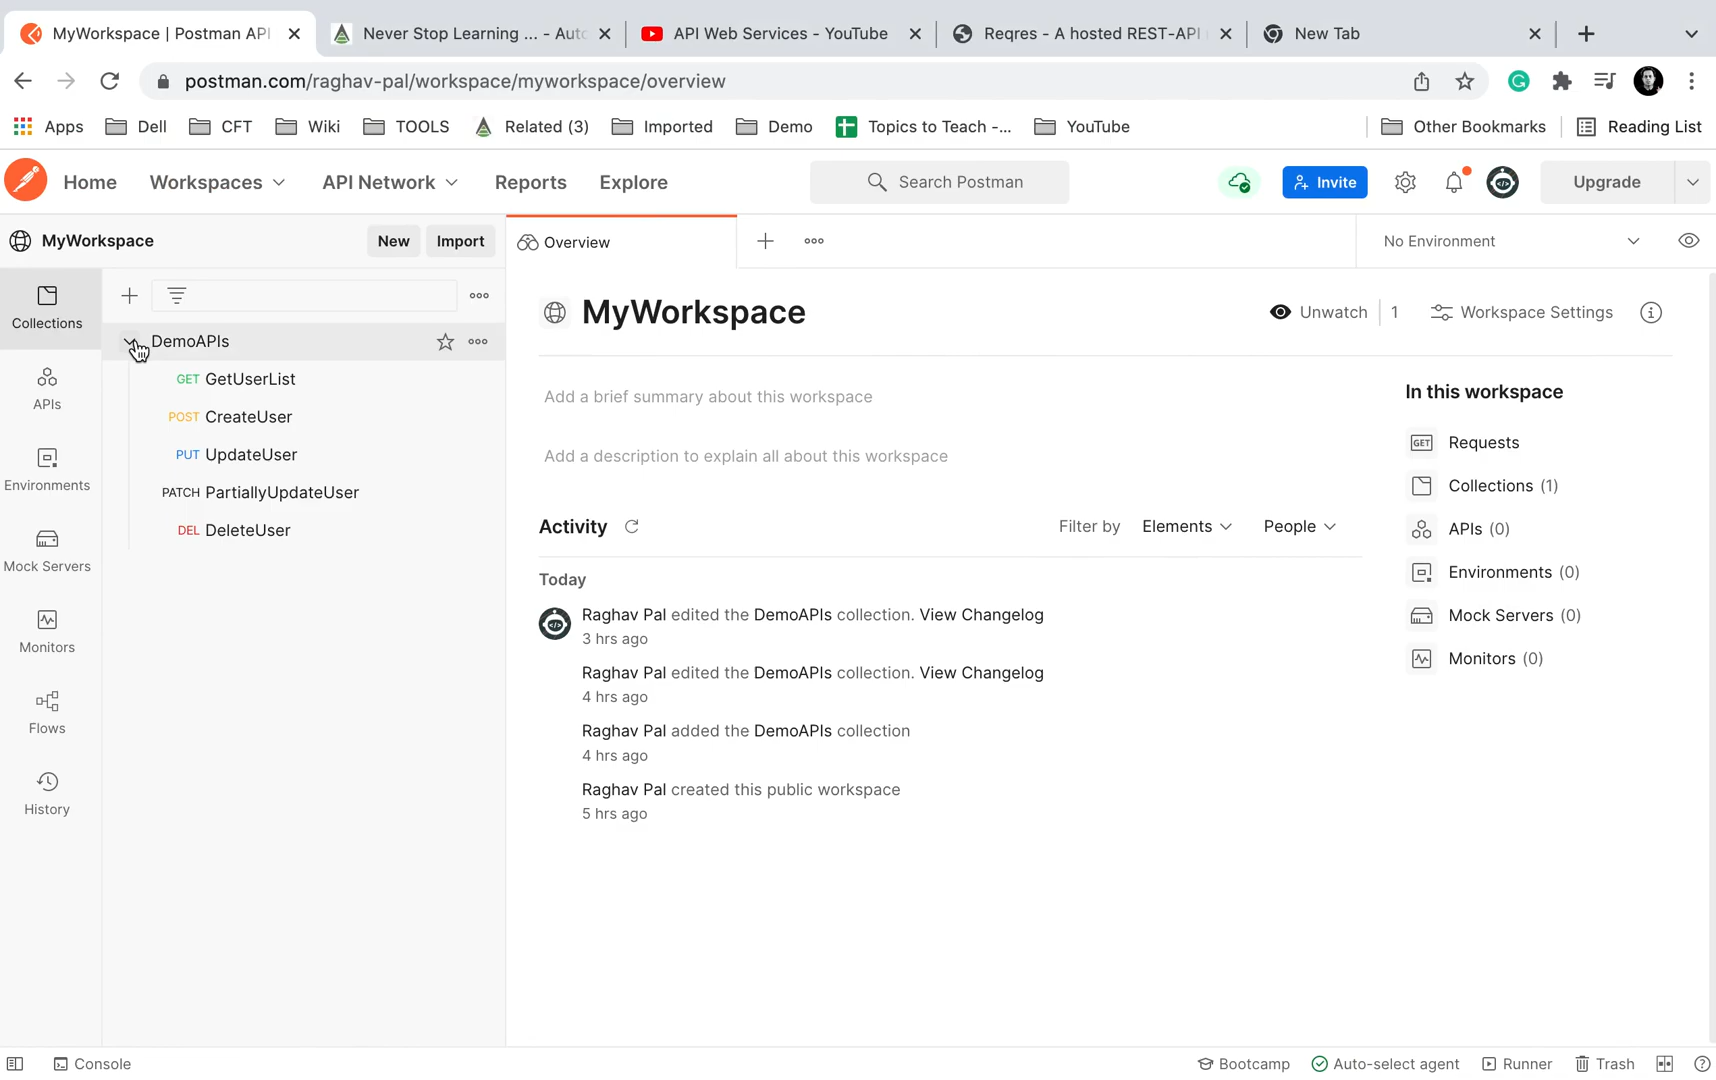 MyWorkspace | Postman API
Never Stop Learning ... - Auto
API Web Services - YouTube
Reqres - A hosted REST-API
New Tab
postman.com/raghav-pal/workspace/myworkspace/overview
Apps
Dell
CFT
Wiki
TOOLS
Related (3)
Imported
Demo
Topics to Teach -...
YouTube
Other Bookmarks
Reading List
Home
Workspaces
API Network
Reports
Explore
Search Postman
Invite
Upgrade
MyWorkspace
New
Import
Overview
No Environment
Collections
APIs
Environments
Mock Servers
Monitors
Flows
History
DemoAPIs
GET GetUserList
POST CreateUser
PUT UpdateUser
PATCH PartiallyUpdateUser
DEL DeleteUser
MyWorkspace
Unwatch 1
Workspace Settings
Add a brief summary about this workspace
Add a description to explain all about this workspace
Activity
Filter by Elements People
Today
Raghav Pal edited the DemoAPIs collection. View Changelog
3 hrs ago
Raghav Pal edited the DemoAPIs collection. View Changelog
4 hrs ago
Raghav Pal added the DemoAPIs collection
4 hrs ago
Raghav Pal created this public workspace
5 hrs ago
In this workspace
GET Requests
Collections (1)
APIs (0)
Environments (0)
Mock Servers (0)
Monitors (0)
Console
Bootcamp
Auto-select agent
Runner
Trash